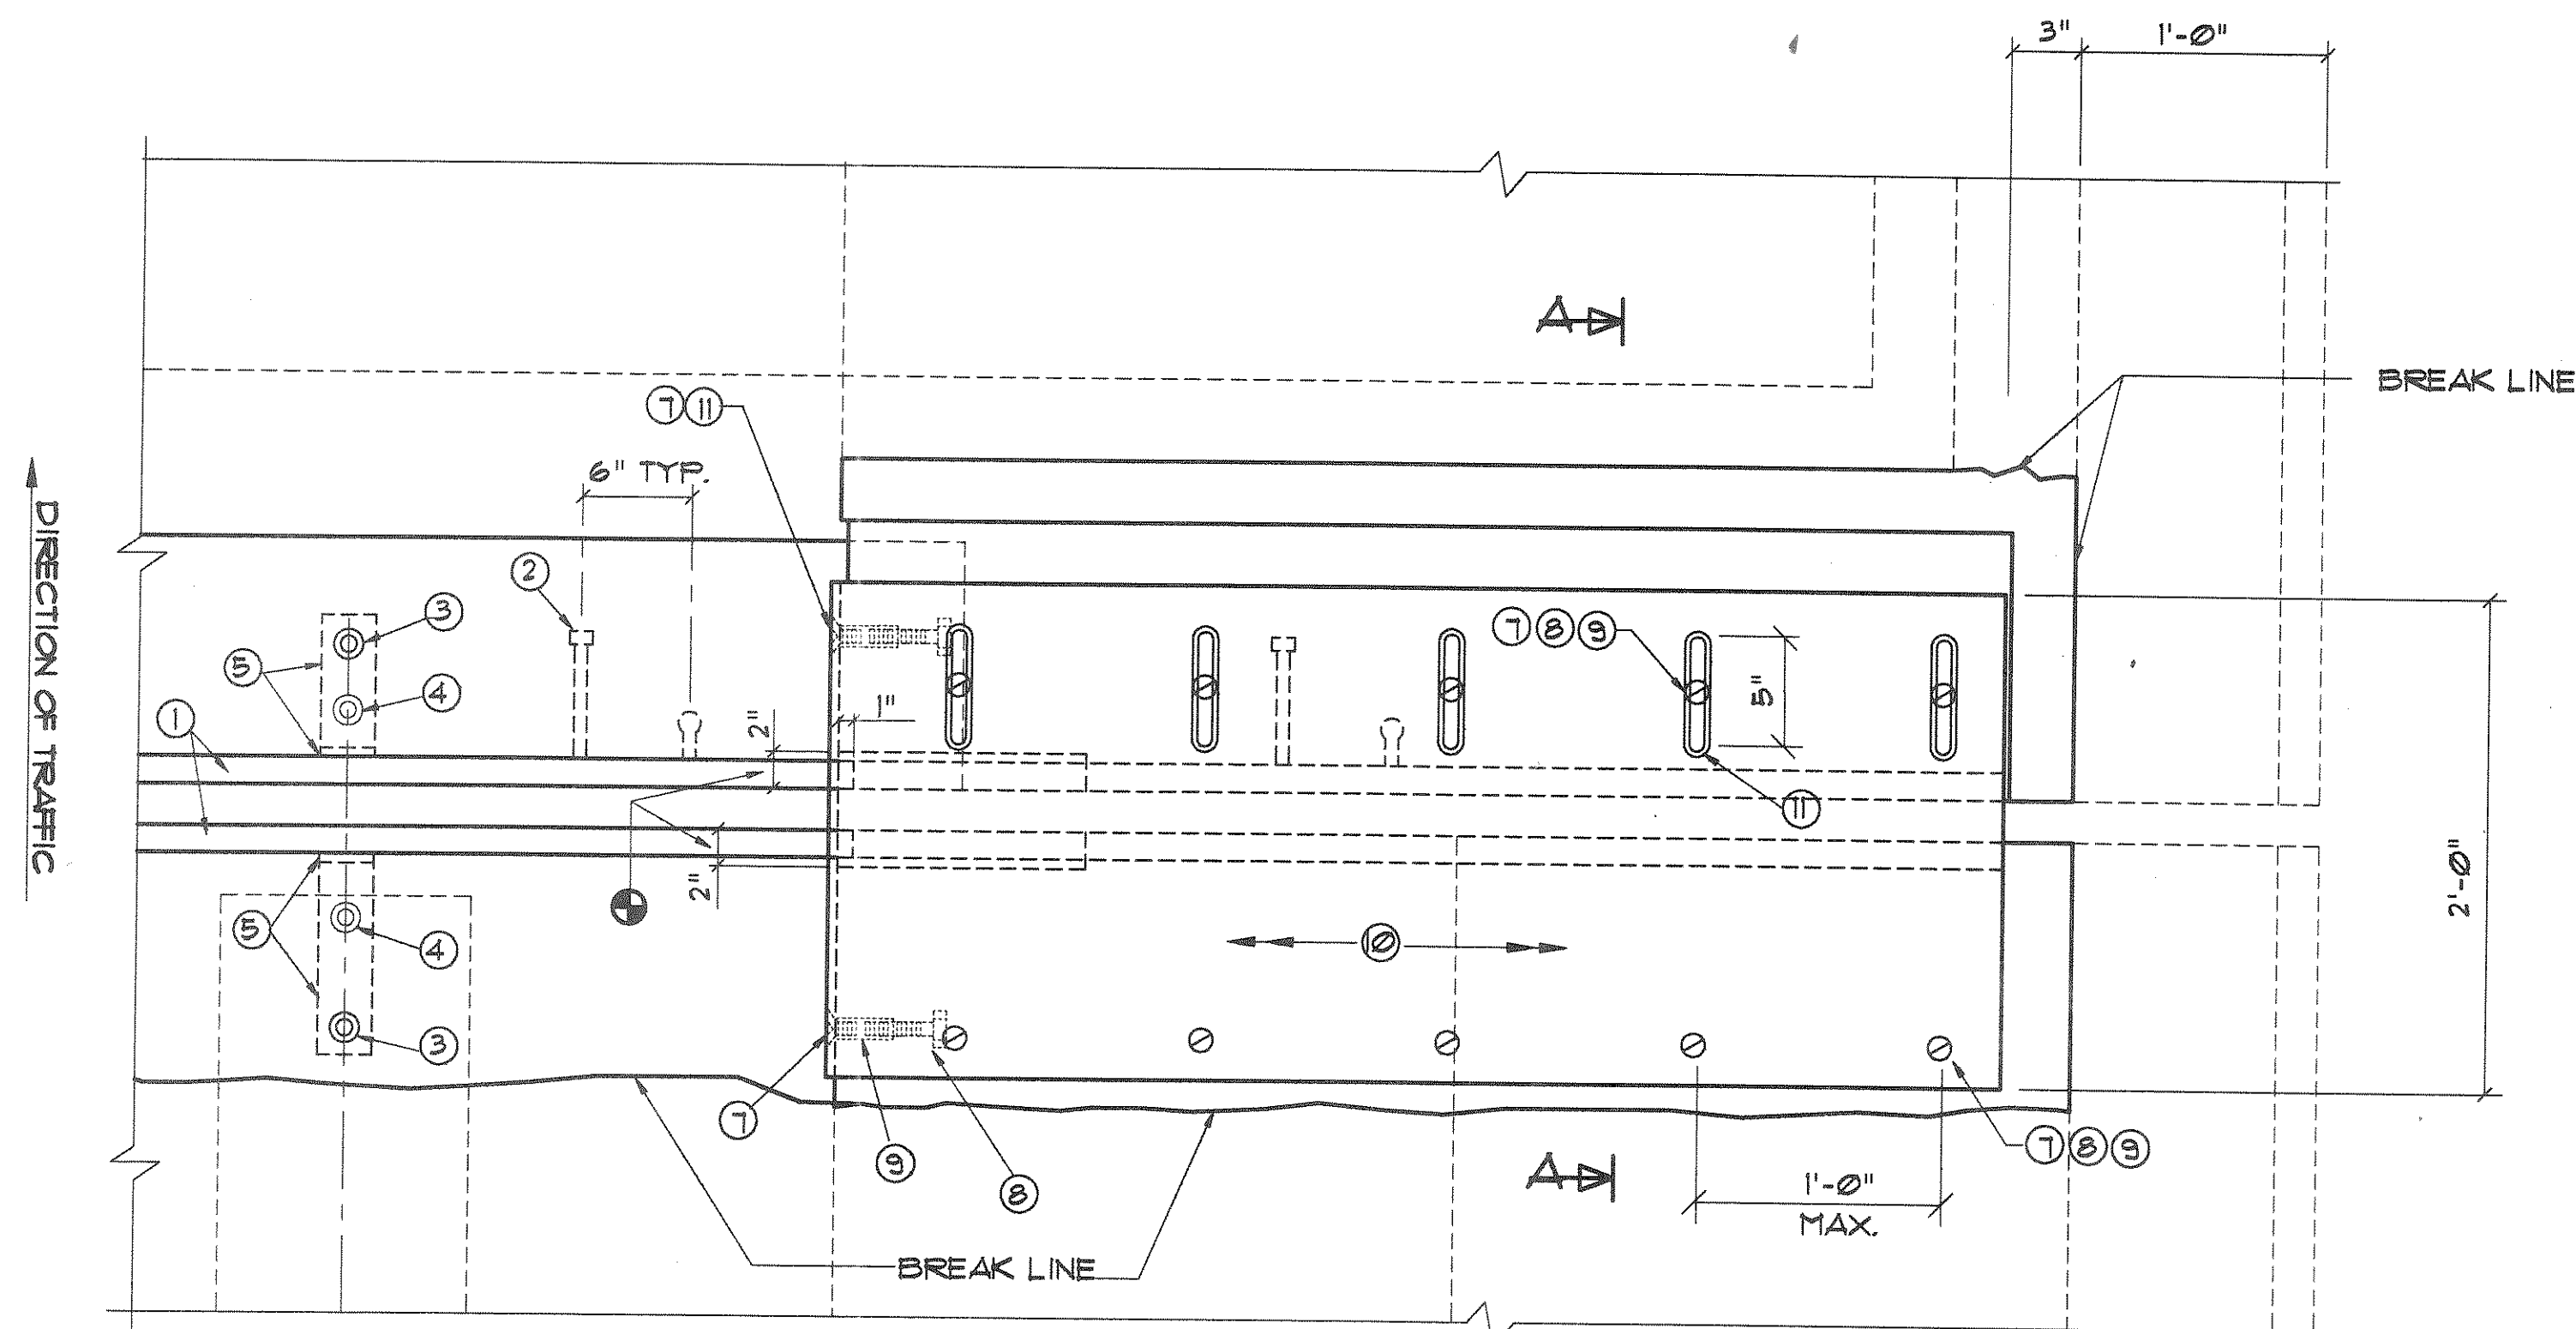 3" 1'-0"
A
BREAK LINE
7 11
6" TYP.
DIRECTION OF TRAFFIC
2
3
7 8 9
5
4
5"
1
2"
1"
11
2"
2'-0"
5
4
10
3
7
9
8
7 8 9
A
1'-0"
MAX.
BREAK LINE